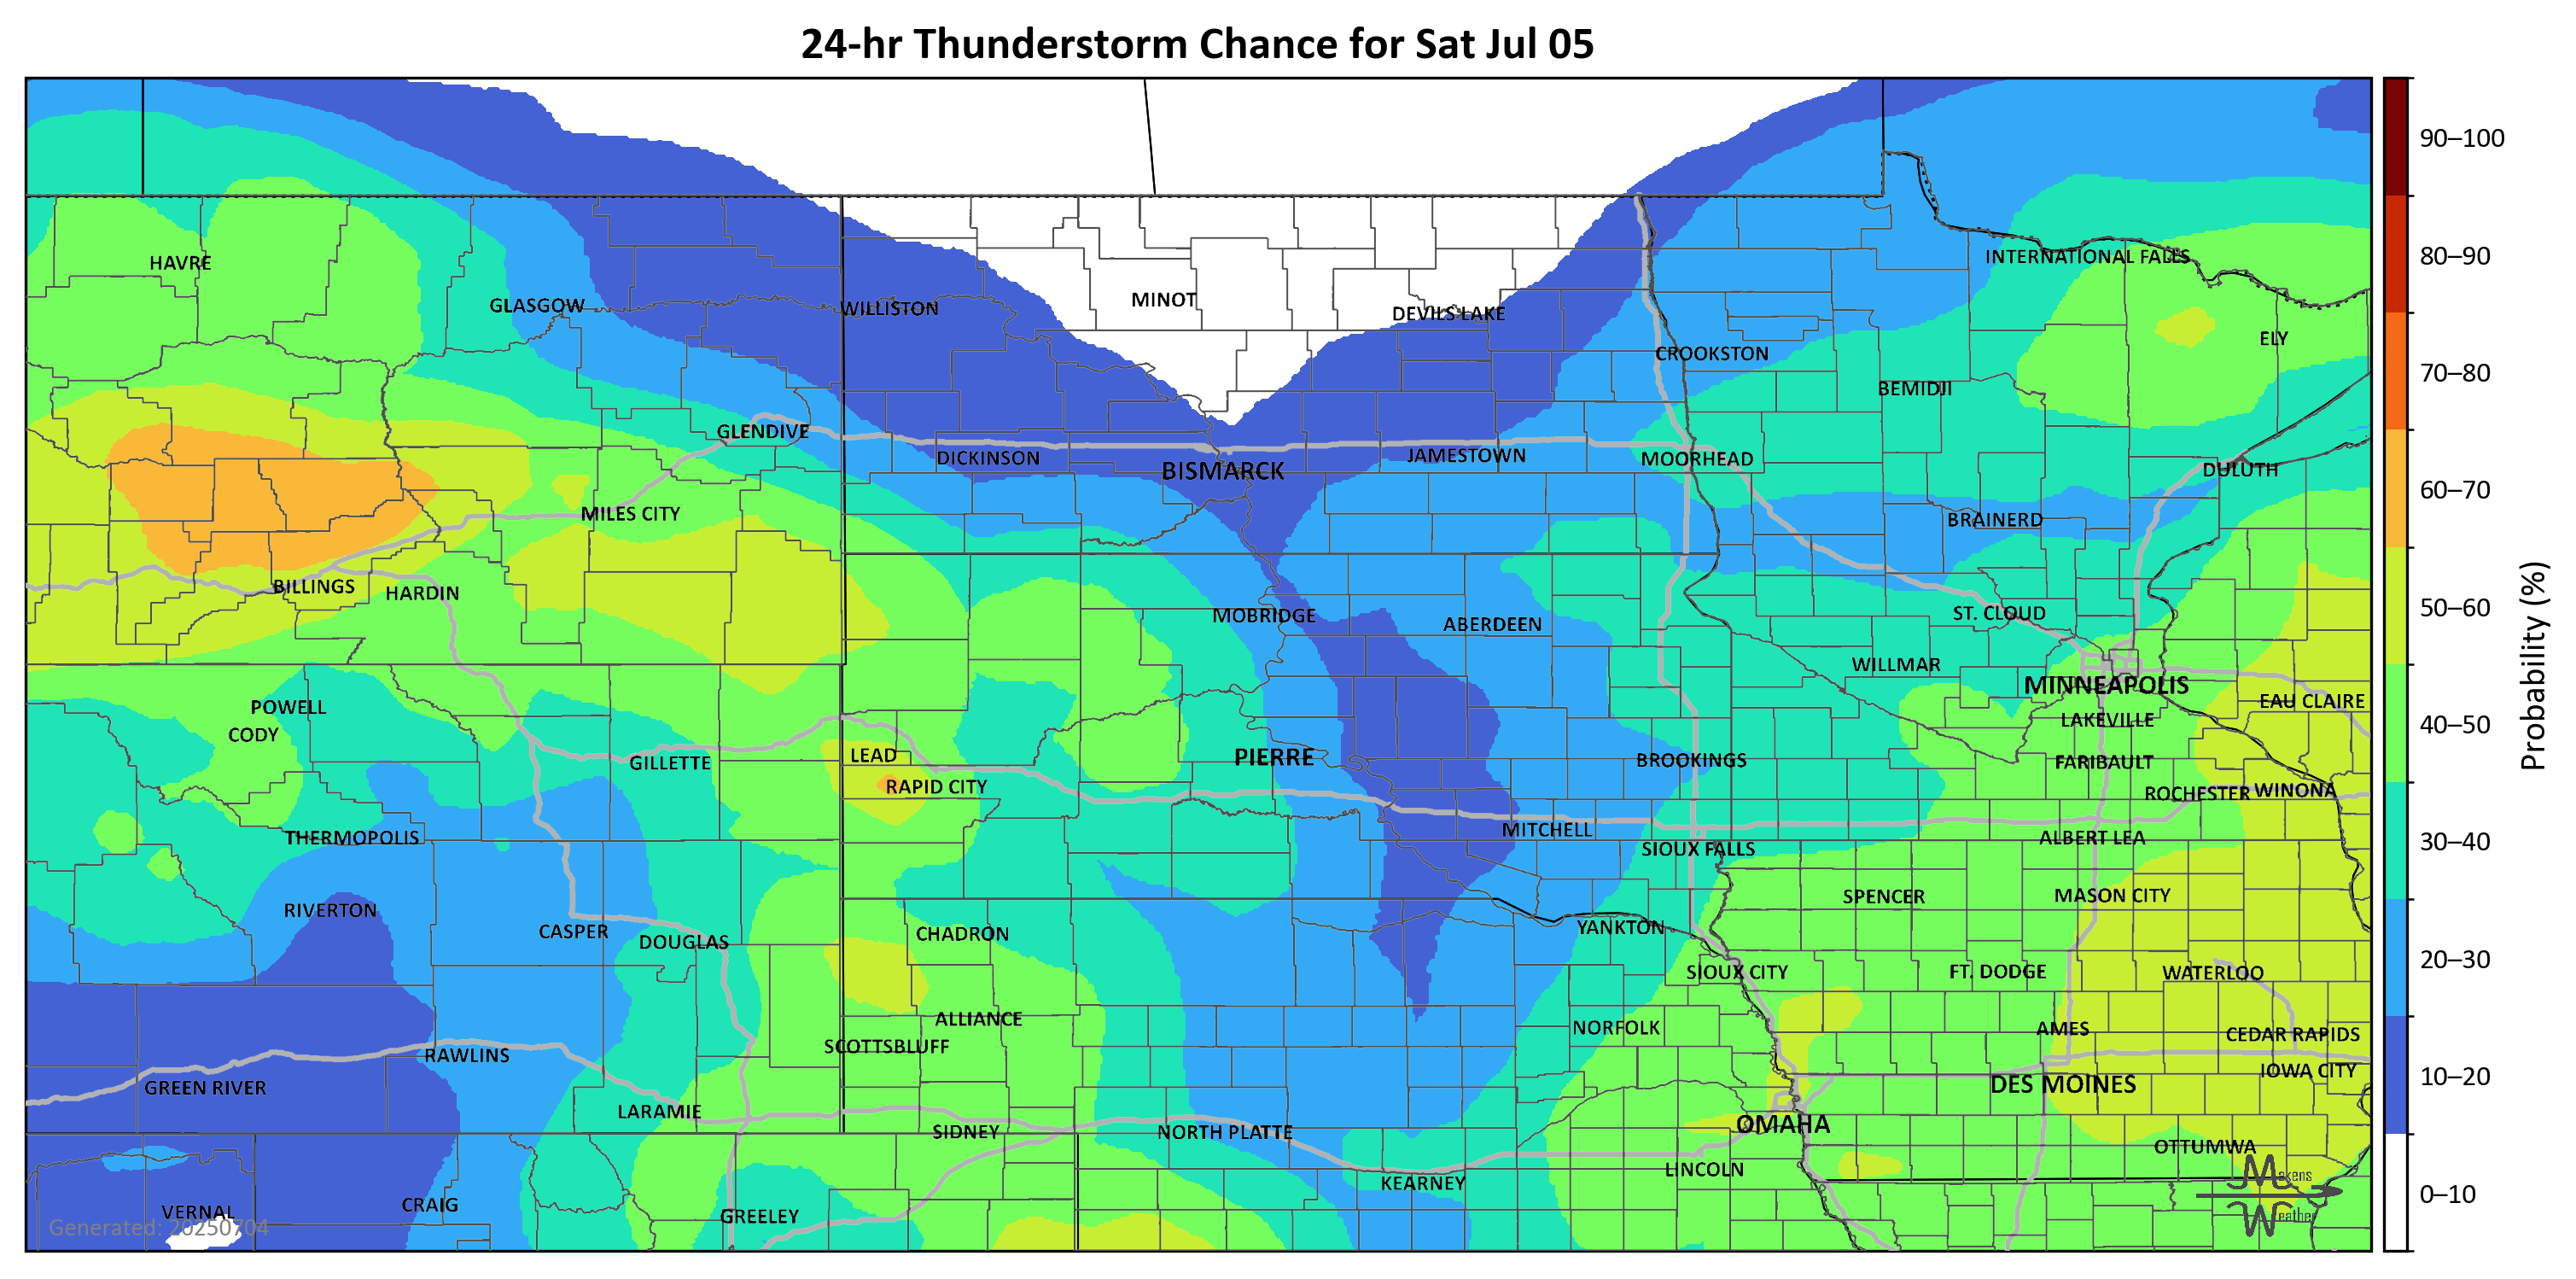 24-hr Thunderstorm Chance for Sat Jul 05
90–100
80–90
70–80
60–70
50–60
40–50
30–40
20–30
10–20
0–10
Probability (%)
HAVRE
INTERNATIONAL FALLS
GLASGOW
WILLISTON
MINOT
DEVILS LAKE
ELY
CROOKSTON
BEMIDJI
GLENDIVE
DICKINSON
BISMARCK
JAMESTOWN
MOORHEAD
DULUTH
MILES CITY
BRAINERD
BILLINGS
HARDIN
MOBRIDGE
ABERDEEN
ST. CLOUD
WILLMAR
MINNEAPOLIS
POWELL
EAU CLAIRE
CODY
LAKEVILLE
GILLETTE
LEAD
PIERRE
BROOKINGS
FARIBAULT
RAPID CITY
ROCHESTER
WINONA
THERMOPOLIS
MITCHELL
SIOUX FALLS
ALBERT LEA
RIVERTON
SPENCER
MASON CITY
CASPER
DOUGLAS
CHADRON
YANKTON
SIOUX CITY
FT. DODGE
WATERLOO
ALLIANCE
NORFOLK
AMES
CEDAR RAPIDS
SCOTTSBLUFF
RAWLINS
IOWA CITY
GREEN RIVER
DES MOINES
LARAMIE
SIDNEY
NORTH PLATTE
OMAHA
OTTUMWA
LINCOLN
KEARNEY
VERNAL
CRAIG
GREELEY
Generated: 20250704
Makens
Weather